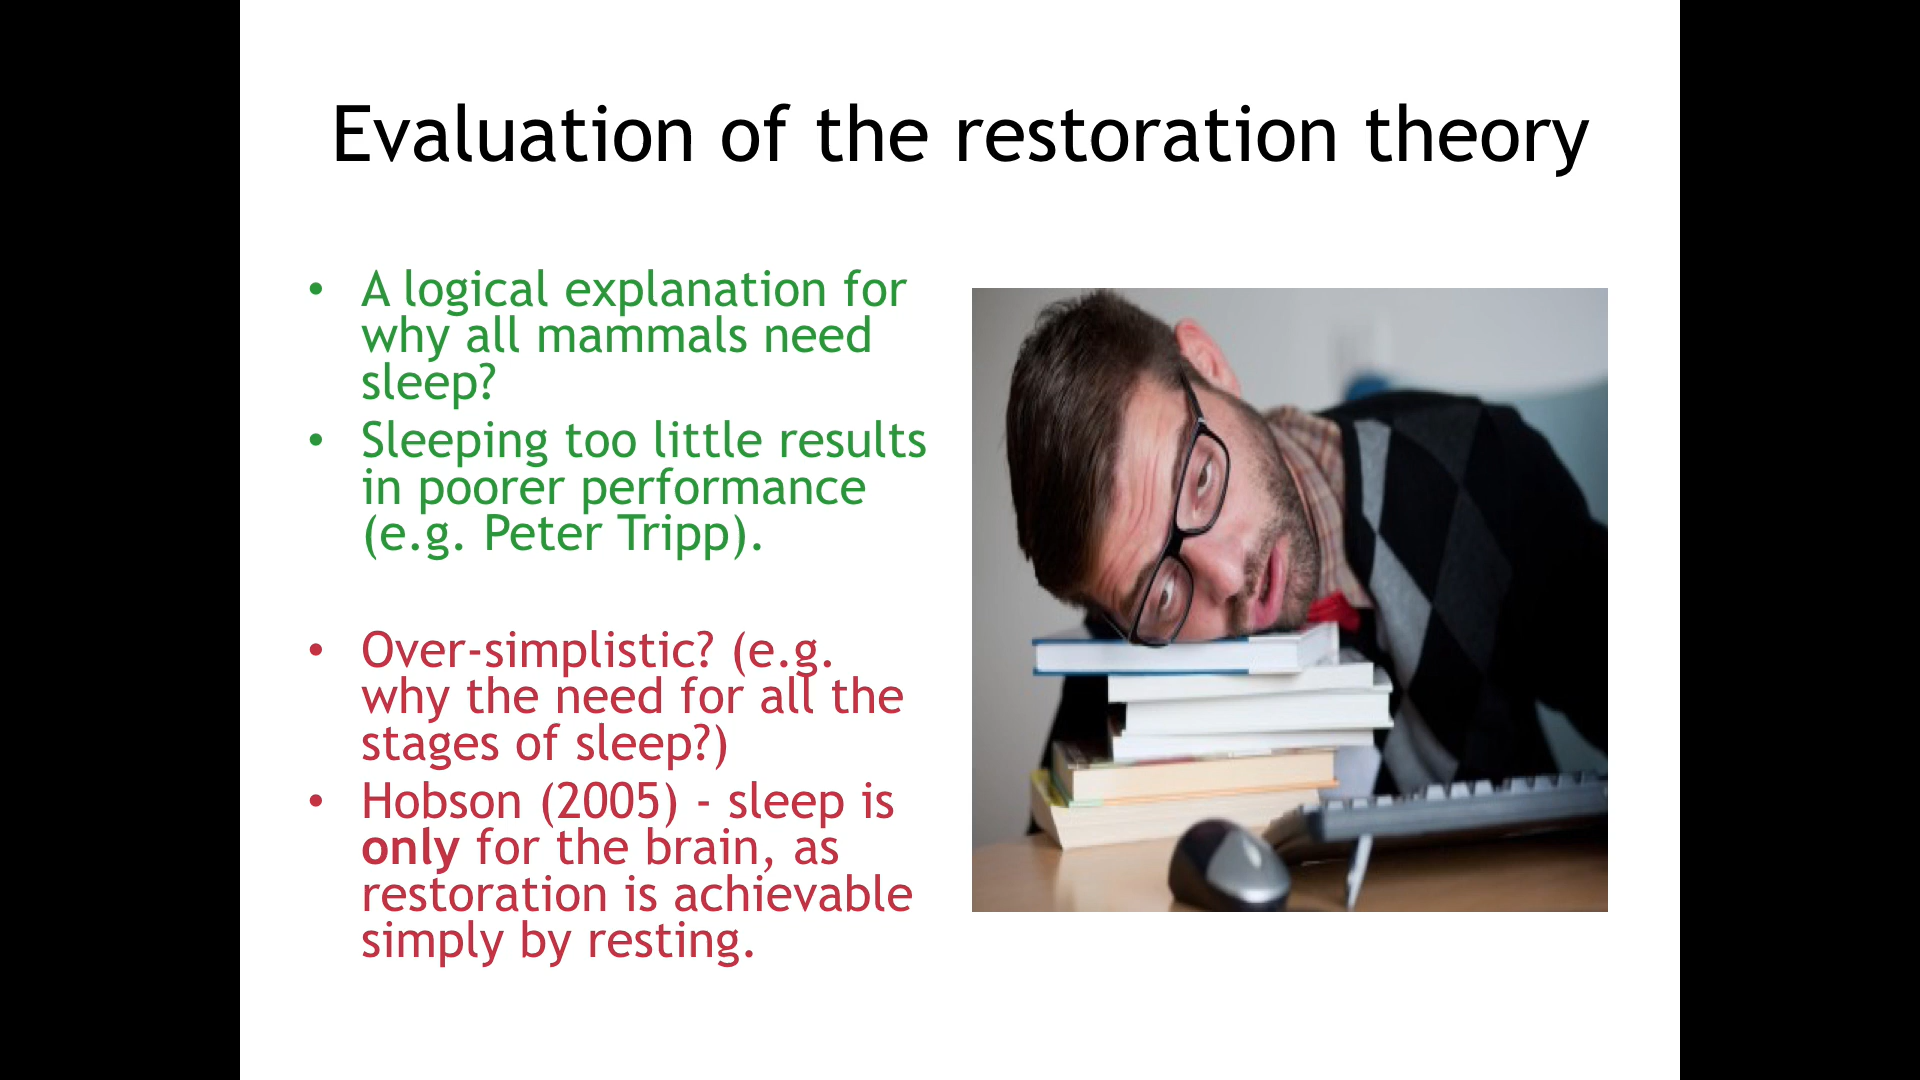 Evaluation of the restoration theory
• A logical explanation for
why all mammals need
sleep?
• Sleeping too little results
in poorer performance
(e.g. Peter Tripp).
• Over-simplistic? (e.g.
why the need for all the
stages of sleep?)
• Hobson (2005) - sleep is
only for the brain, as
restoration is achievable
simply by resting.